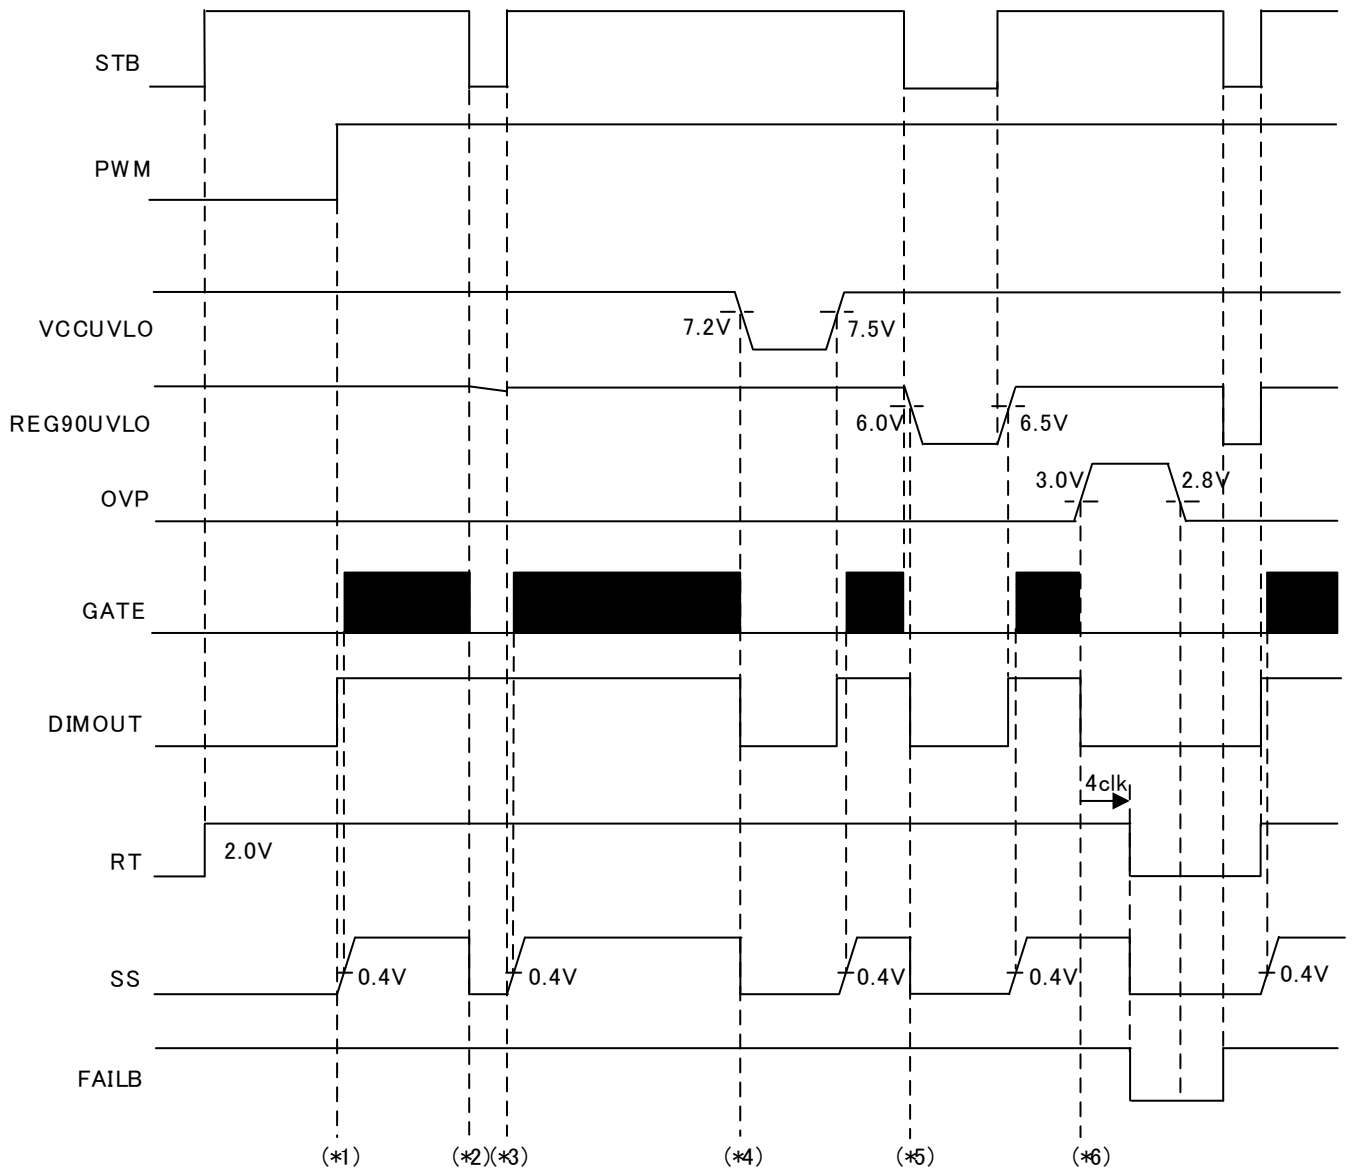 STB
PWM
VCCUVLO
7.2V
7.5V
REG90UVLO
6.0V
6.5V
OVP
3.0V
2.8V
GATE
DIMOUT
4clk
RT
2.0V
SS
0.4V
0.4V
0.4V
0.4V
0.4V
FAILB
(*1)
(*2)
(*3)
(*4)
(*5)
(*6)